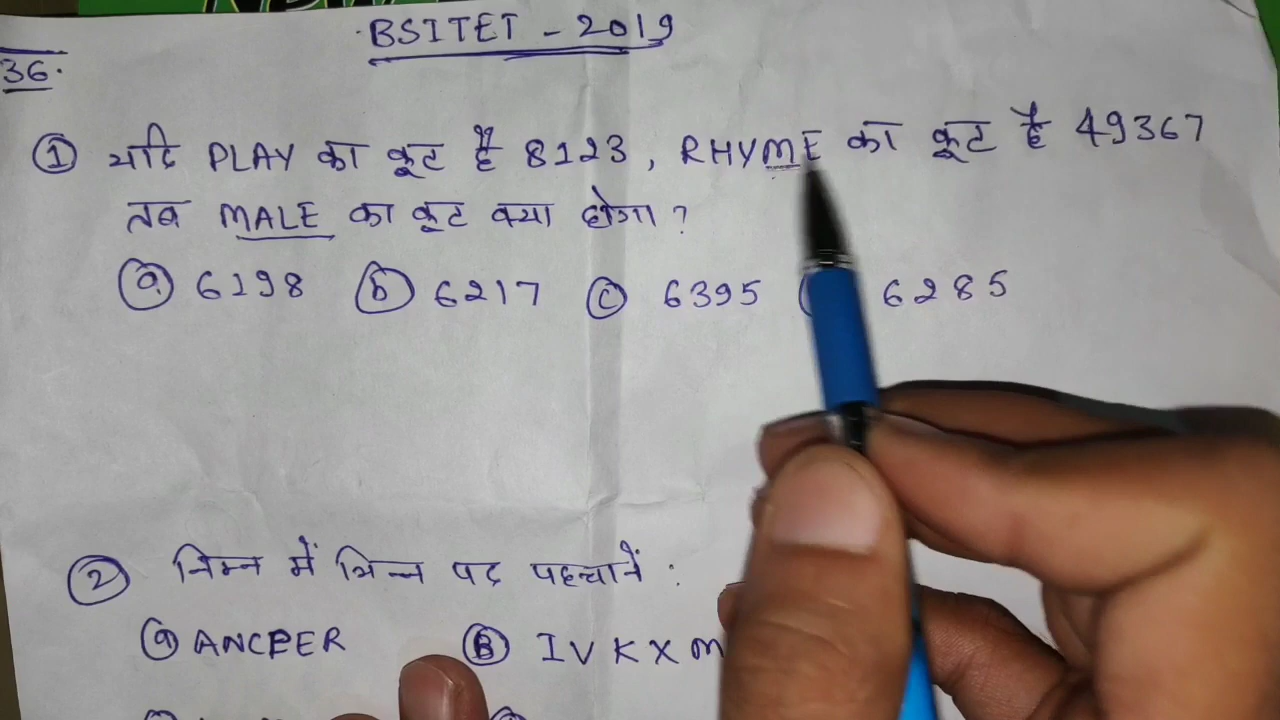 BSITET - 2019
36.
① यदि PLAY का कूट है 8123, RHYME का कूट है 49367
तब MALE का कूट क्या होगा?
ⓐ 6198 ⓑ 6217 ⓒ 6395 6285
② निम्न में भिन्न पद पहचानें :
ⓐ ANCPER Ⓑ IVKXM